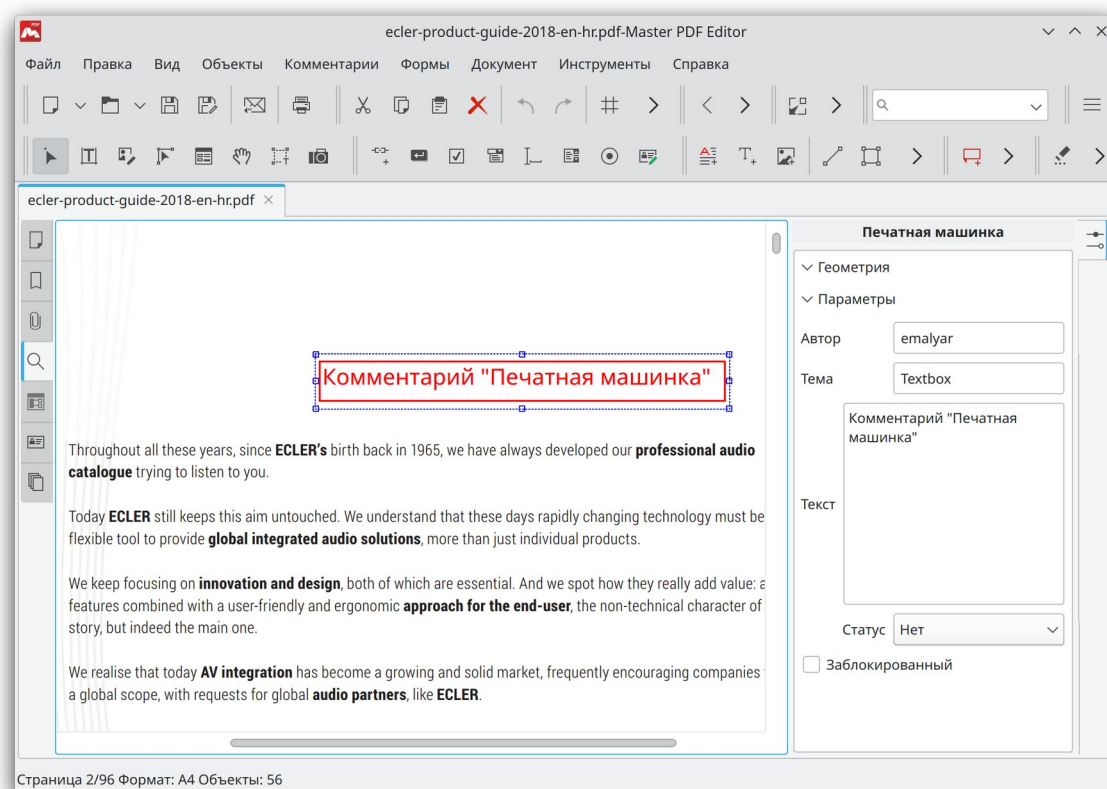 ecler-product-guide-2018-en-hr.pdf-Master PDF Editor
Файл Правка Вид Объекты Комментарии Формы Документ Инструменты Справка
ecler-product-guide-2018-en-hr.pdf
Комментарий "Печатная машинка"
Throughout all these years, since ECLER's birth back in 1965, we have always developed our professional audio
catalogue trying to listen to you.
Today ECLER still keeps this aim untouched. We understand that these days rapidly changing technology must be
flexible tool to provide global integrated audio solutions, more than just individual products.
We keep focusing on innovation and design, both of which are essential. And we spot how they really add value: a
features combined with a user-friendly and ergonomic approach for the end-user, the non-technical character of
story, but indeed the main one.
We realise that today AV integration has become a growing and solid market, frequently encouraging companies
a global scope, with requests for global audio partners, like ECLER.
Печатная машинка
Геометрия
Параметры
Автор emalyar
Тема Textbox
Комментарий "Печатная
машинка"
Текст
Статус Нет
Заблокированный
Страница 2/96 Формат: A4 Объекты: 56